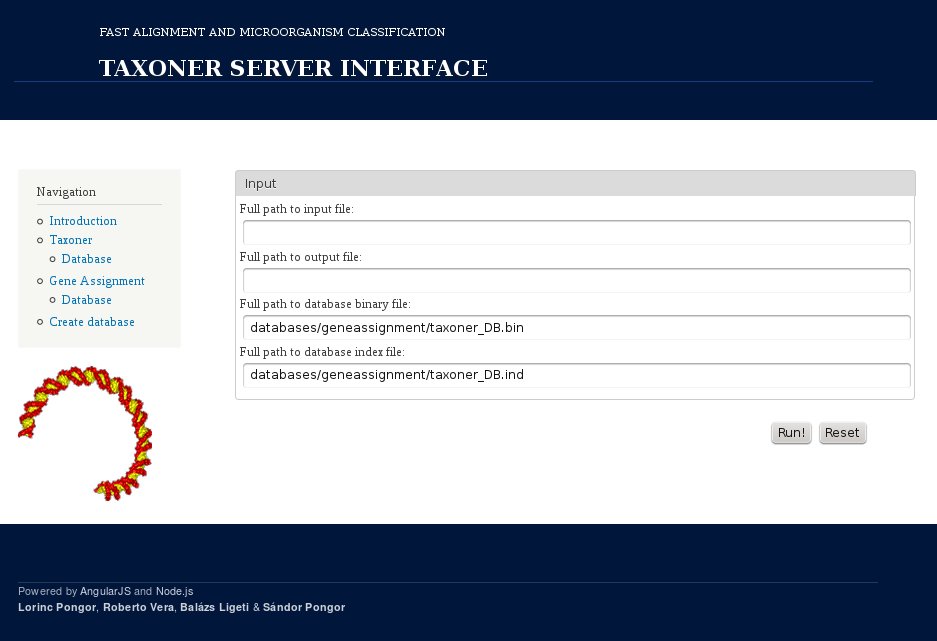 FAST ALIGNMENT AND MICROORGANISM CLASSIFICATION
TAXONER SERVER INTERFACE
Navigation
Introduction
Taxoner
Database
Gene Assignment
Database
Create database
Input
Full path to input file:
Full path to output file:
Full path to database binary file:
databases/geneassignment/taxoner_DB.bin
Full path to database index file:
databases/geneassignment/taxoner_DB.ind
Run! Reset
Powered by AngularJS and Node.js
Lorinc Pongor, Roberto Vera, Balázs Ligeti & Sándor Pongor